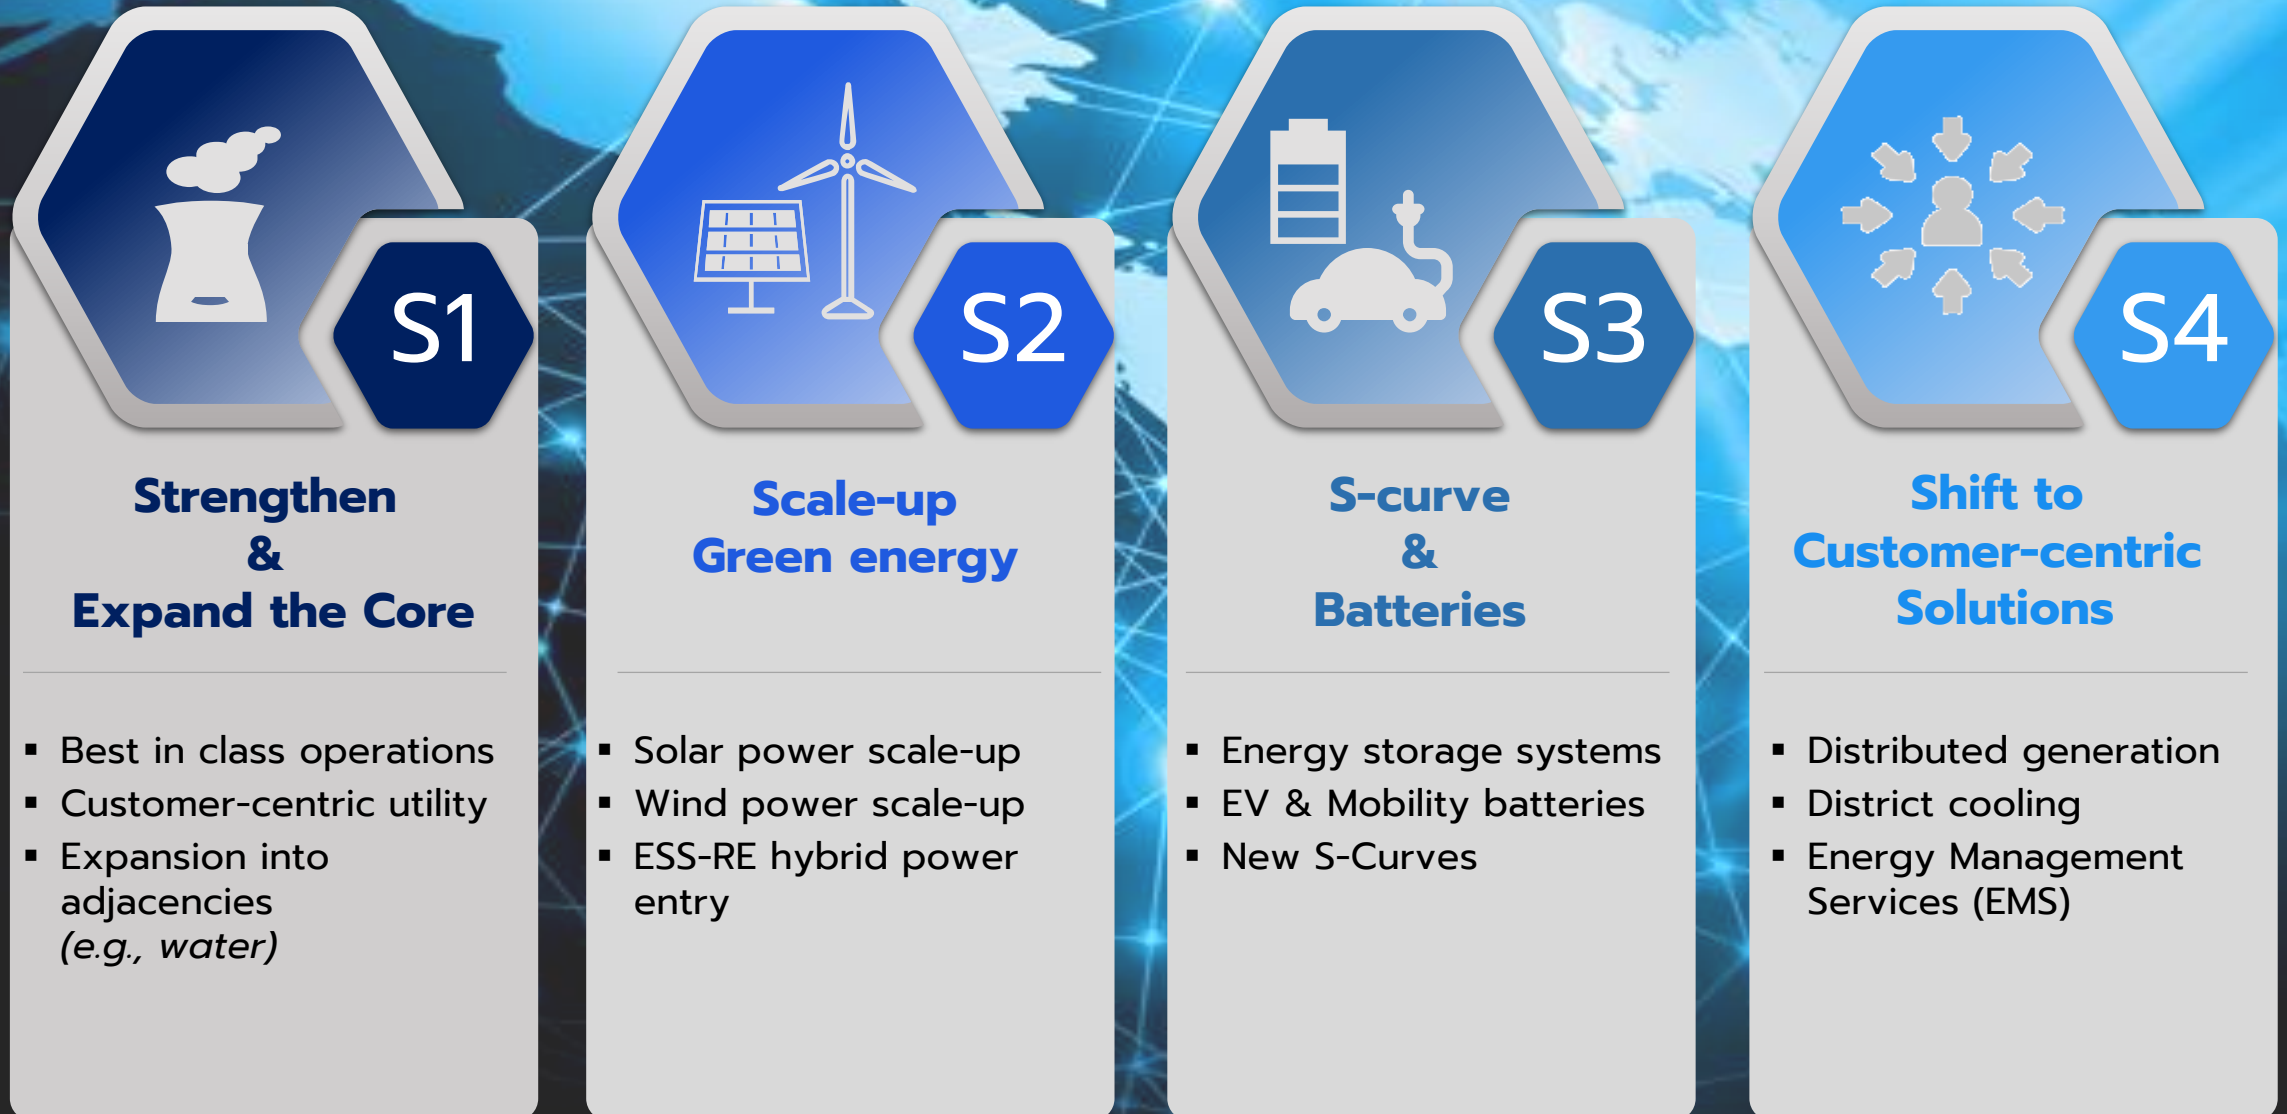 S1
Strengthen
&
Expand the Core
▪ Best in class operations
▪ Customer-centric utility
▪ Expansion into
adjacencies
(e.g., water)
S2
Scale-up
Green energy
▪ Solar power scale-up
▪ Wind power scale-up
▪ ESS-RE hybrid power
entry
S3
S-curve
&
Batteries
▪ Energy storage systems
▪ EV & Mobility batteries
▪ New S-Curves
S4
Shift to
Customer-centric
Solutions
▪ Distributed generation
▪ District cooling
▪ Energy Management
Services (EMS)